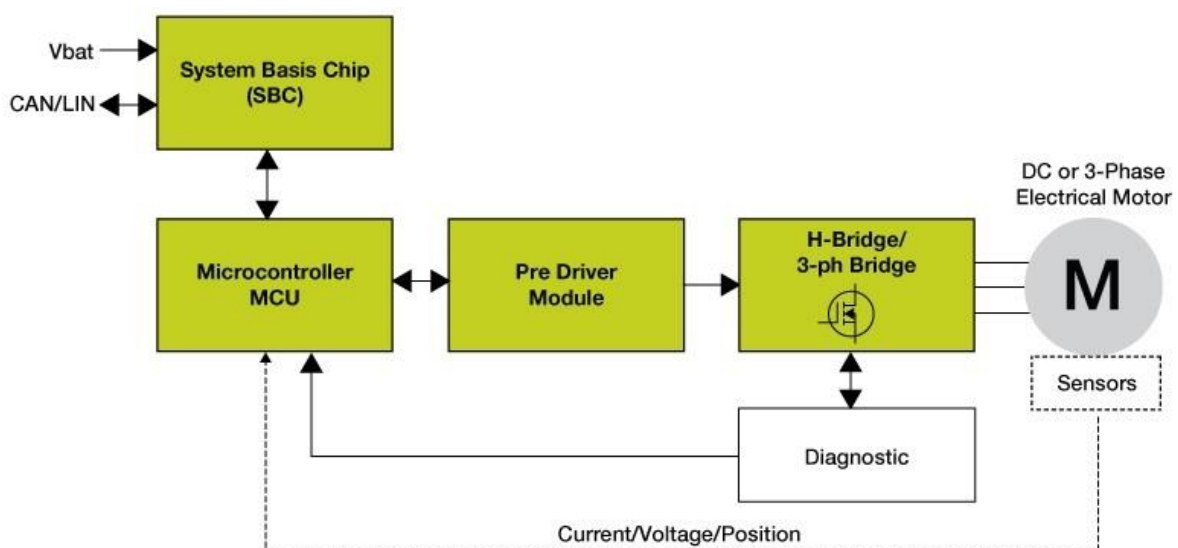 Vbat
CAN/LIN
System Basis Chip
(SBC)
DC or 3-Phase
Electrical Motor
Microcontroller
MCU
Pre Driver
Module
H-Bridge/
3-ph Bridge
M
Sensors
Diagnostic
Current/Voltage/Position